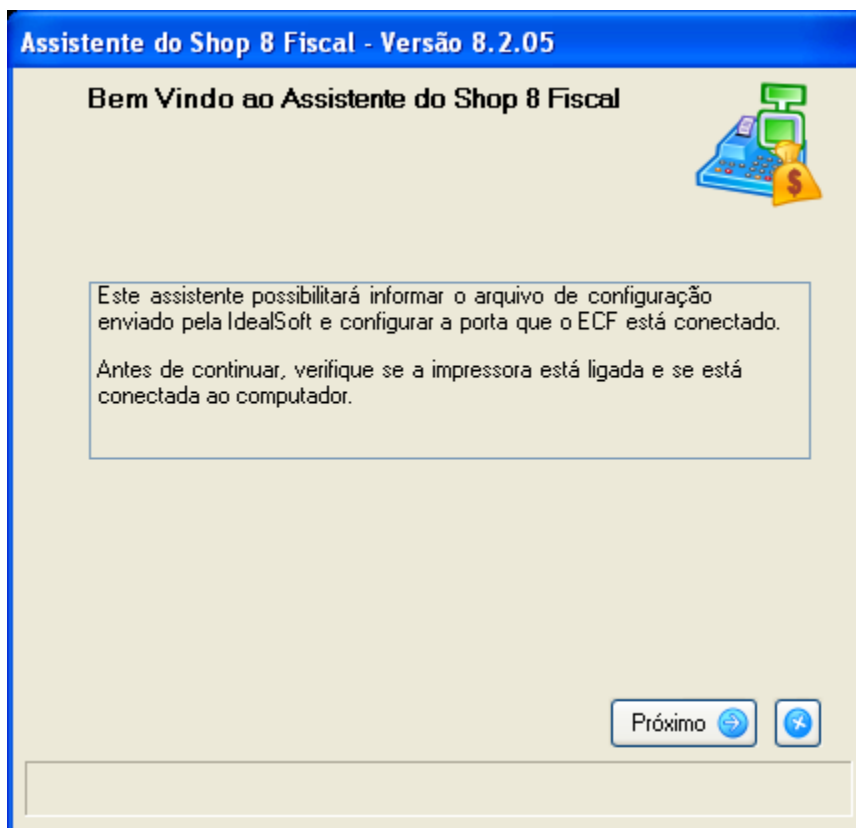 Assistente do Shop 8 Fiscal - Versão 8.2.05
Bem Vindo ao Assistente do Shop 8 Fiscal
$
Este assistente possibilitará informar o arquivo de configuração
enviado pela IdealSoft e configurar a porta que o ECF está conectado.
Antes de continuar, verifique se a impressora está ligada e se está
conectada ao computador.
Próximo